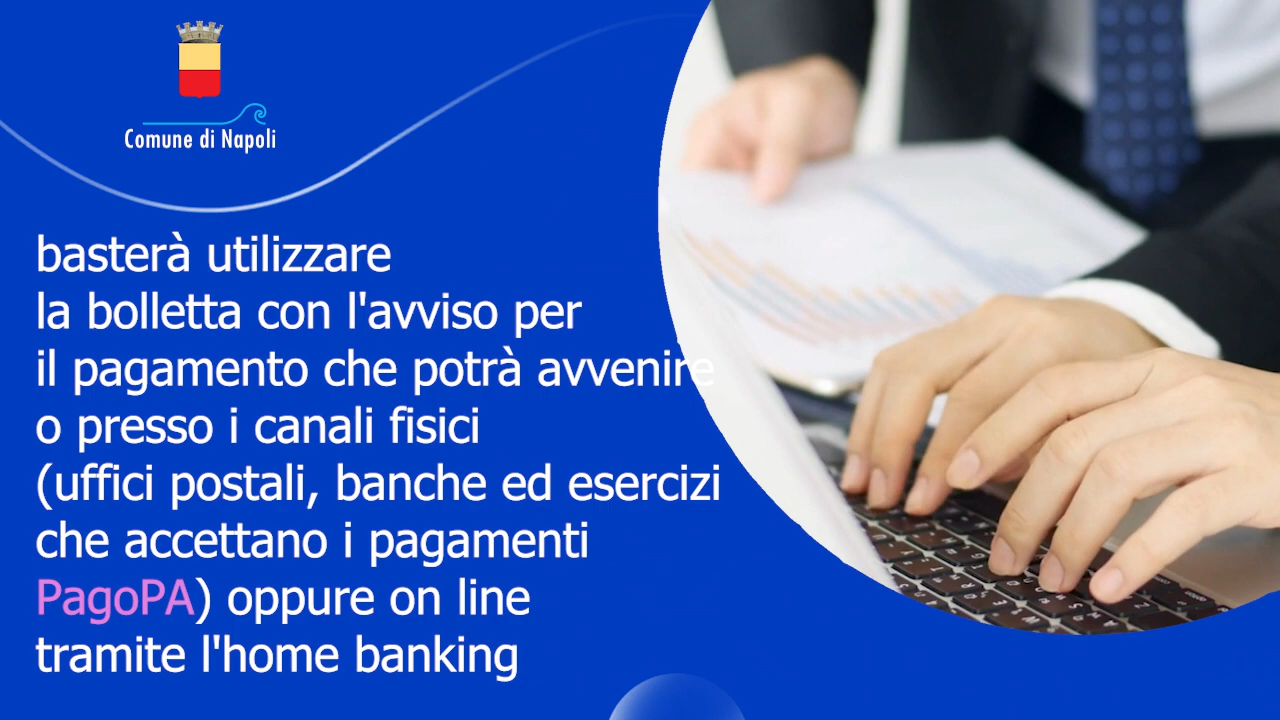 Comune di Napoli
basterà utilizzare
la bolletta con l'avviso per
il pagamento che potrà avvenire
o presso i canali fisici
(uffici postali, banche ed esercizi
che accettano i pagamenti
PagoPA) oppure on line
tramite l'home banking